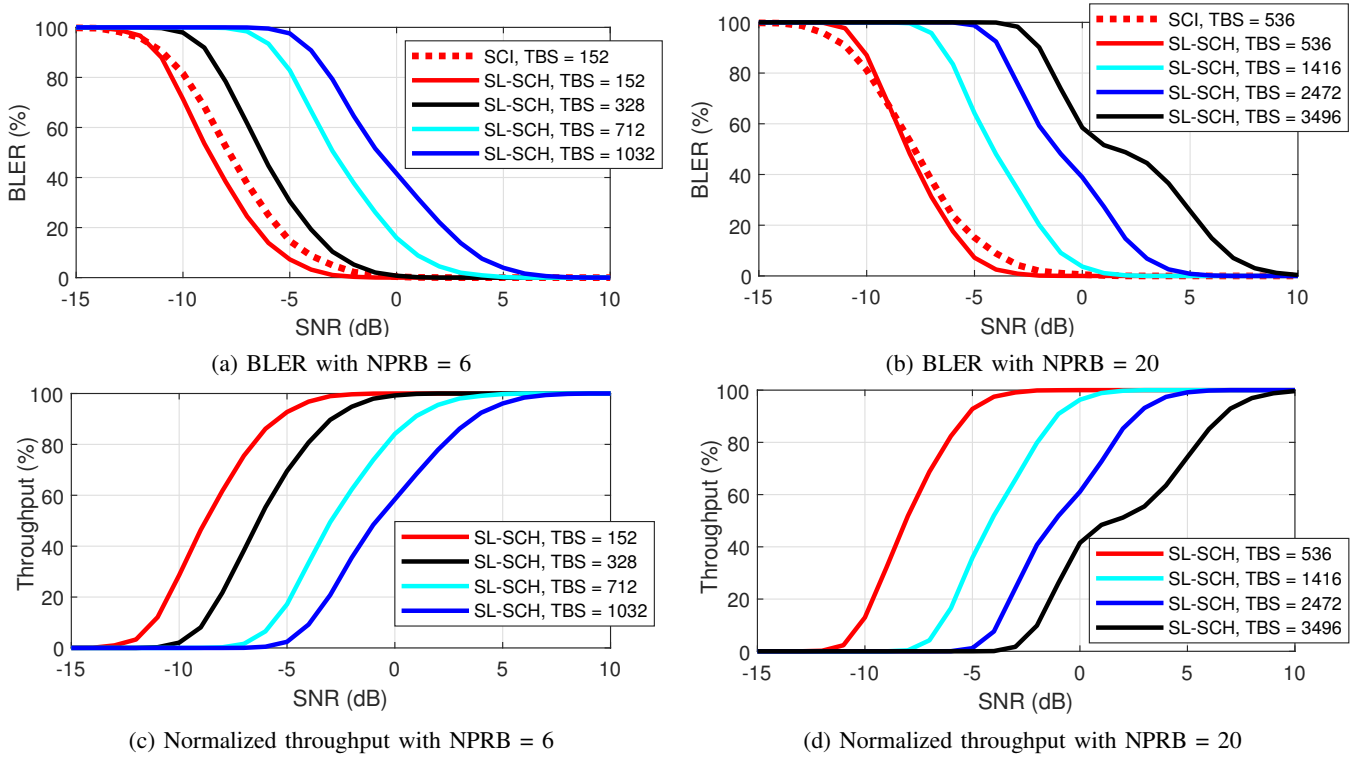 100
80
60
40
20
0
BLER (%)
-15
-10
-5
0
5
10
SNR (dB)
SCI, TBS = 152
SL-SCH, TBS = 152
SL-SCH, TBS = 328
SL-SCH, TBS = 712
SL-SCH, TBS = 1032
(a) BLER with NPRB = 6
100
80
60
40
20
0
BLER (%)
-15
-10
-5
0
5
10
SNR (dB)
SCI, TBS = 536
SL-SCH, TBS = 536
SL-SCH, TBS = 1416
SL-SCH, TBS = 2472
SL-SCH, TBS = 3496
(b) BLER with NPRB = 20
100
80
60
40
20
0
Throughput (%)
-15
-10
-5
0
5
10
SNR (dB)
SL-SCH, TBS = 152
SL-SCH, TBS = 328
SL-SCH, TBS = 712
SL-SCH, TBS = 1032
(c) Normalized throughput with NPRB = 6
100
80
60
40
20
0
Throughput (%)
-15
-10
-5
0
5
10
SNR (dB)
SL-SCH, TBS = 536
SL-SCH, TBS = 1416
SL-SCH, TBS = 2472
SL-SCH, TBS = 3496
(d) Normalized throughput with NPRB = 20